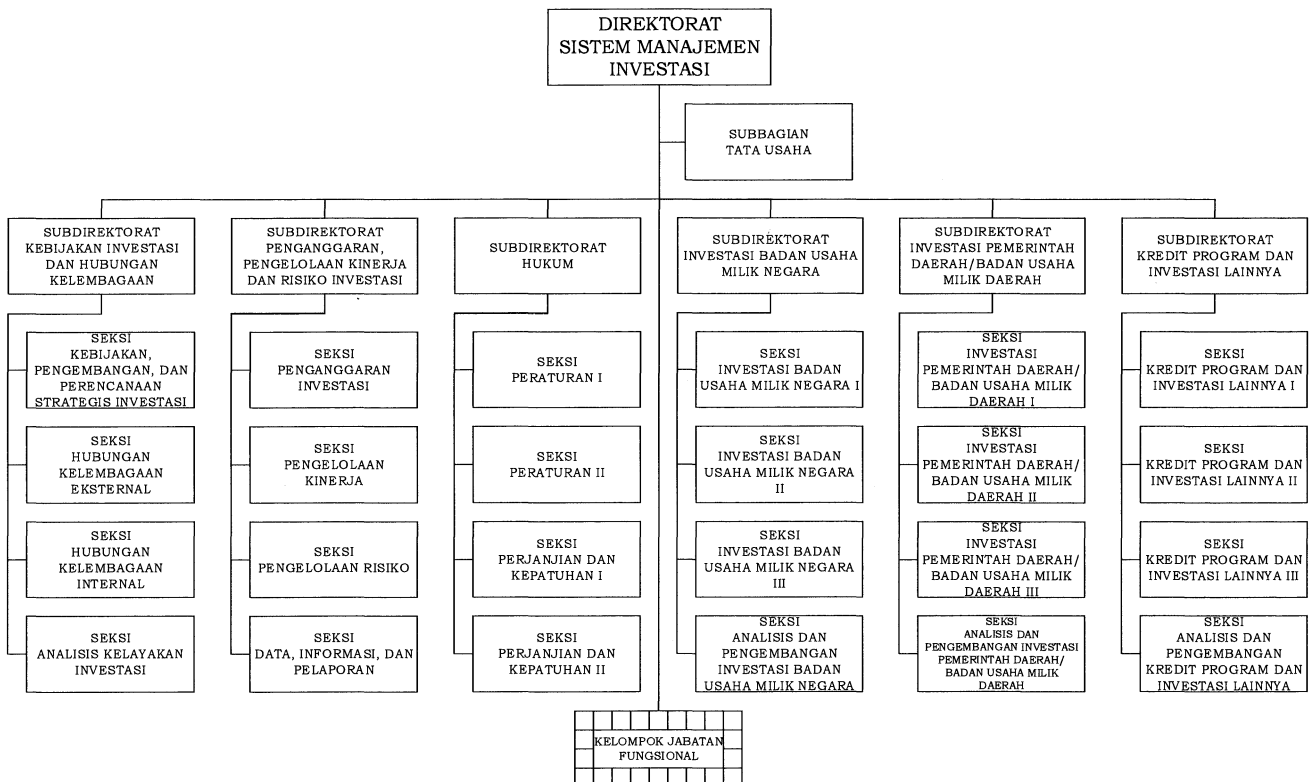 DIREKTORAT
SISTEM MANAJEMEN
INVESTASI
SUBBAGIAN
TATA USAHA
SUBDIREKTORAT
KEBIJAKAN INVESTASI
DAN HUBUNGAN
KELEMBAGAAN
SEKSI
KEBIJAKAN,
PENGEMBANGAN, DAN
PERENCANAAN
STRATEGIS INVESTASI
SEKSI
HUBUNGAN
KELEMBAGAAN
EKSTERNAL
SEKSI
HUBUNGAN
KELEMBAGAAN
INTERNAL
SEKSI
ANALISIS KELAYAKAN
INVESTASI
SUBDIREKTORAT
PENGANGGARAN,
PENGELOLAAN KINERJA
DAN RISIKO INVESTASI
SEKSI
PENGANGGARAN
INVESTASI
SEKSI
PENGELOLAAN
KINERJA
SEKSI
PENGELOLAAN RISIKO
SEKSI
DATA, INFORMASI, DAN
PELAPORAN
SUBDIREKTORAT
HUKUM
SEKSI
PERATURAN I
SEKSI
PERATURAN II
SEKSI
PERJANJIAN DAN
KEPATUHAN I
SEKSI
PERJANJIAN DAN
KEPATUHAN II
SUBDIREKTORAT
INVESTASI BADAN USAHA
MILIK NEGARA
SEKSI
INVESTASI BADAN
USAHA MILIK NEGARA I
SEKSI
INVESTASI BADAN
USAHA MILIK NEGARA
II
SEKSI
INVESTASI BADAN
USAHA MILIK NEGARA
III
SEKSI
ANALISIS DAN
PENGEMBANGAN
INVESTASI BADAN
USAHA MILIK NEGARA
SUBDIREKTORAT
INVESTASI PEMERINTAH
DAERAH/BADAN USAHA
MILIK DAERAH
SEKSI
INVESTASI
PEMERINTAH DAERAH/
BADAN USAHA MILIK
DAERAH I
SEKSI
INVESTASI
PEMERINTAH DAERAH/
BADAN USAHA MILIK
DAERAH II
SEKSI
INVESTASI
PEMERINTAH DAERAH/
BADAN USAHA MILIK
DAERAH III
SEKSI
ANALISIS DAN
PENGEMBANGAN INVESTASI
PEMERINTAH DAERAH/
BADAN USAHA MILIK
DAERAH
SUBDIREKTORAT
KREDIT PROGRAM DAN
INVESTASI LAINNYA
SEKSI
KREDIT PROGRAM DAN
INVESTASI LAINNYA I
SEKSI
KREDIT PROGRAM DAN
INVESTASI LAINNYA II
SEKSI
KREDIT PROGRAM DAN
INVESTASI LAINNYA III
SEKSI
ANALISIS DAN
PENGEMBANGAN
KREDIT PROGRAM DAN
INVESTASI LAINNYA
KELOMPOK JABATAN
FUNGSIONAL